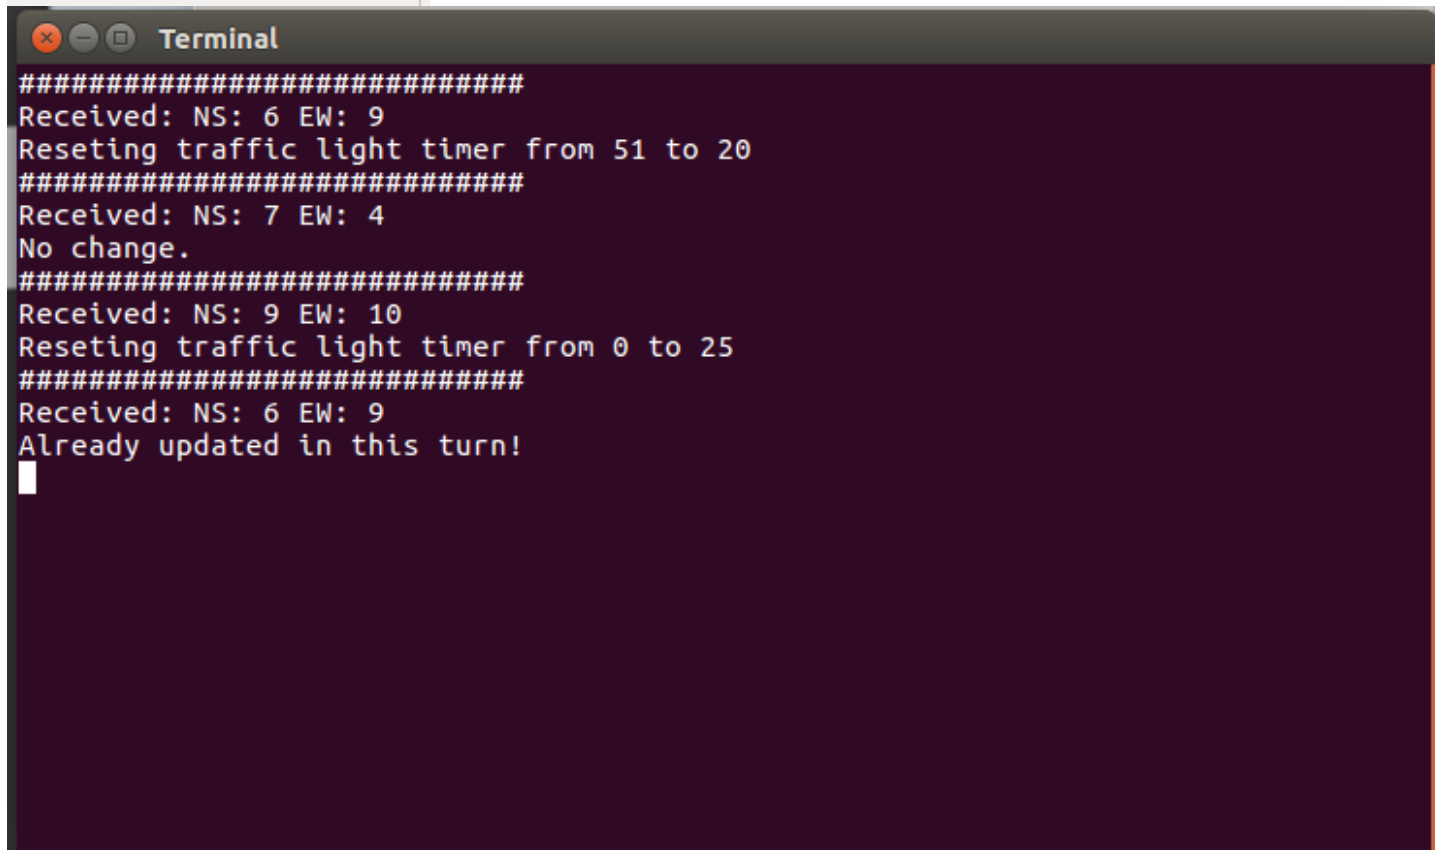 Terminal
##############################
Received: NS: 6 EW: 9
Reseting traffic light timer from 51 to 20
##############################
Received: NS: 7 EW: 4
No change.
##############################
Received: NS: 9 EW: 10
Reseting traffic light timer from 0 to 25
##############################
Received: NS: 6 EW: 9
Already updated in this turn!